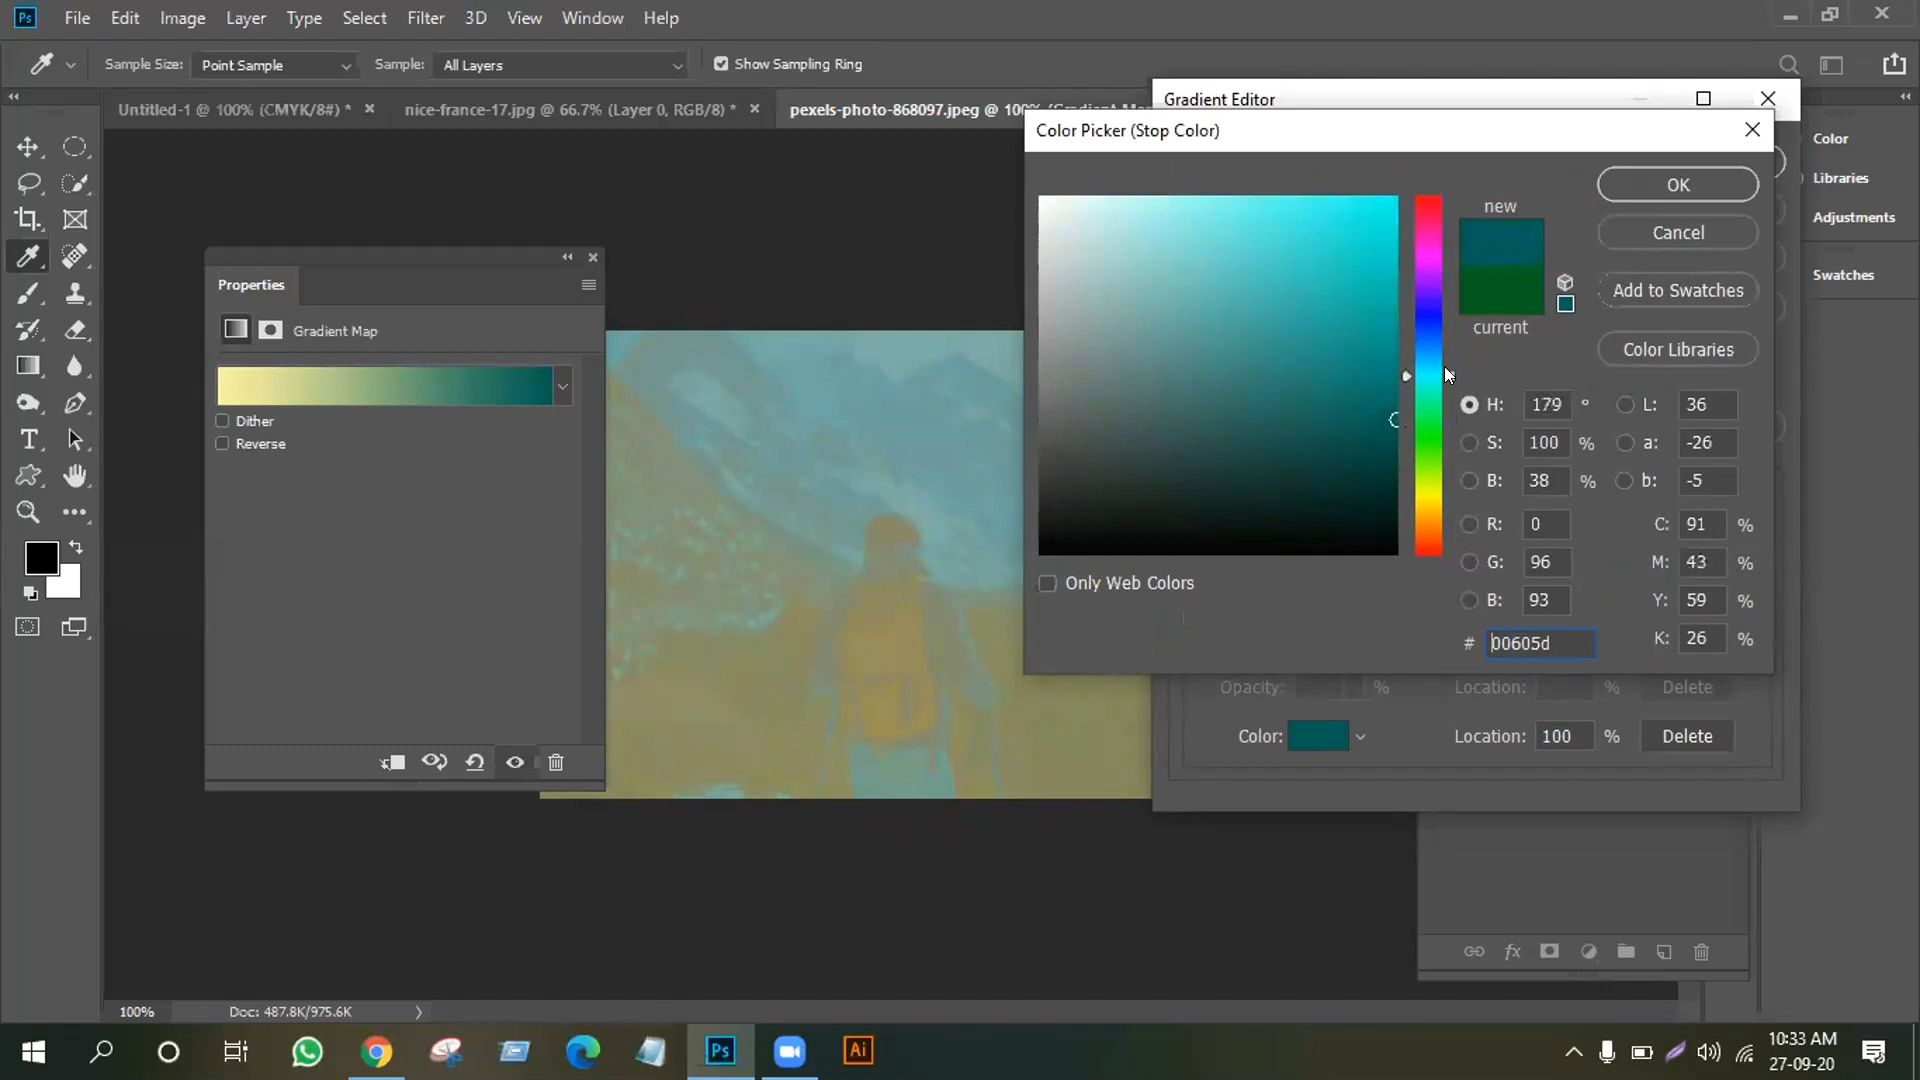 Ps File Edit Image Layer Type Select Filter 3D View Window Help
Sample Size: Point Sample Sample: All Layers Show Sampling Ring
Untitled-1 @ 100% (CMYK/8#) *
nice-france-17.jpg @ 66.7% (Layer 0, RGB/8) *
pexels-photo-868097.jpeg @ 100%
Gradient Editor
Color Picker (Stop Color)
new
current
OK
Cancel
Add to Swatches
Color Libraries
H: 179 °
S: 100 %
B: 38 %
R: 0
G: 96
B: 93
# 00605d
L: 36
a: -26
b: -5
C: 91 %
M: 43 %
Y: 59 %
K: 26 %
Only Web Colors
Opacity: % Location: % Delete
Color: Location: 100 % Delete
Color
Libraries
Adjustments
Swatches
Properties
Gradient Map
Dither
Reverse
T
fx
100% Doc: 487.8K/975.6K
Ps Ai
10:33 AM
27-09-20